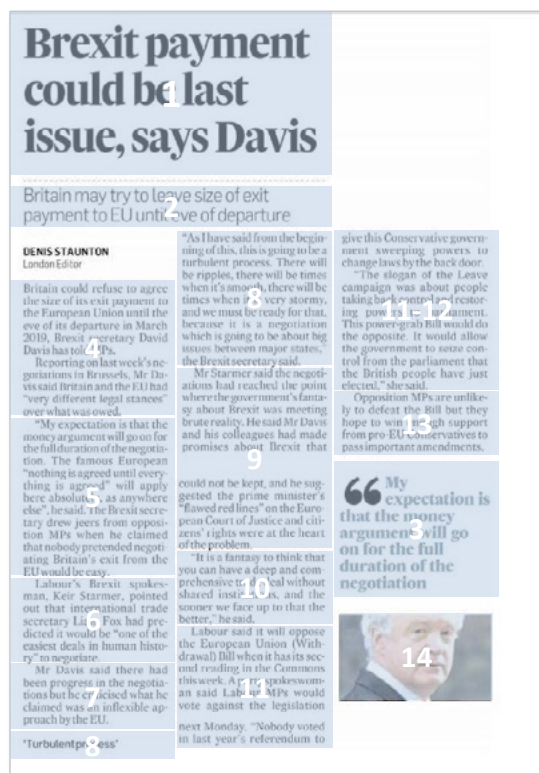 Brexit payment
could be last
issue, says Davis
1
Britain may try to leave size of exit
payment to EU until eve of departure
2
DENIS STAUNTON
London Editor
Britain could refuse to agree
the size of its exit payment to
the European Union until the
eve of its departure in March
2019, Brexit secretary David
Davis has told MPs.
4
Reporting on last week's ne-
gotiations in Brussels, Mr Da-
vis said Britain and the EU had
"very different legal stances"
over what was owed.
"My expectation is that the
money argument will go on for
the full duration of the negotia-
tion. The famous European
"nothing is agreed until every-
thing is agreed" will apply
here absolutely, as anywhere
else", he said. The Brexit secre-
tary drew jeers from opposi-
tion MPs when he claimed
that nobody pretended negoti-
ating Britain's exit from the
EU would be easy.
5
Labour's Brexit spokes-
man, Keir Starmer, pointed
out that international trade
secretary Liam Fox had pre-
dicted it would be "one of the
easiest deals in human histo-
ry" to negotiate.
6
Mr Davis said there had
been progress in the negotia-
tions but he criticised what he
claimed was an inflexible ap-
proach by the EU.
7
'Turbulent process'
8
"As I have said from the begin-
ning of this, this is going to be a
turbulent process. There will
be ripples, there will be times
when it's smooth, there will be
times when it's very stormy,
and we must be ready for that,
because it is a negotiation
which is going to be about big
issues between major states,"
the Brexit secretary said.
8
Mr Starmer said the negoti-
ations had reached the point
where the government's fanta-
sy about Brexit was meeting
brute reality. He said Mr Davis
and his colleagues had made
promises about Brexit that
9
could not be kept, and he sug-
gested the prime minister's
"flawed red lines" on the Euro-
pean Court of Justice and citi-
zens' rights were at the heart
of the problem.
"It is a fantasy to think that
you can have a deep and com-
prehensive trade deal without
shared institutions, and the
sooner we face up to that the
better," he said.
10
Labour said it will oppose
the European Union (With-
drawal) Bill when it has its sec-
ond reading in the Commons
this week. A party spokeswom-
an said Labour MPs would
vote against the legislation
11
next Monday. "Nobody voted
in last year's referendum to
give this Conservative govern-
ment sweeping powers to
change laws by the back door.
"The slogan of the Leave
campaign was about people
taking back control and restor-
ing powers to parliament.
This power-grab Bill would do
the opposite. It would allow
the government to seize con-
trol from the parliament that
the British people have just
elected," she said.
11-12
Opposition MPs are unlike-
ly to defeat the Bill but they
hope to win enough support
from pro-EU Conservatives to
pass important amendments.
13
“ My
expectation is
that the money
argument will go
on for the full
duration of the
negotiation
3
14